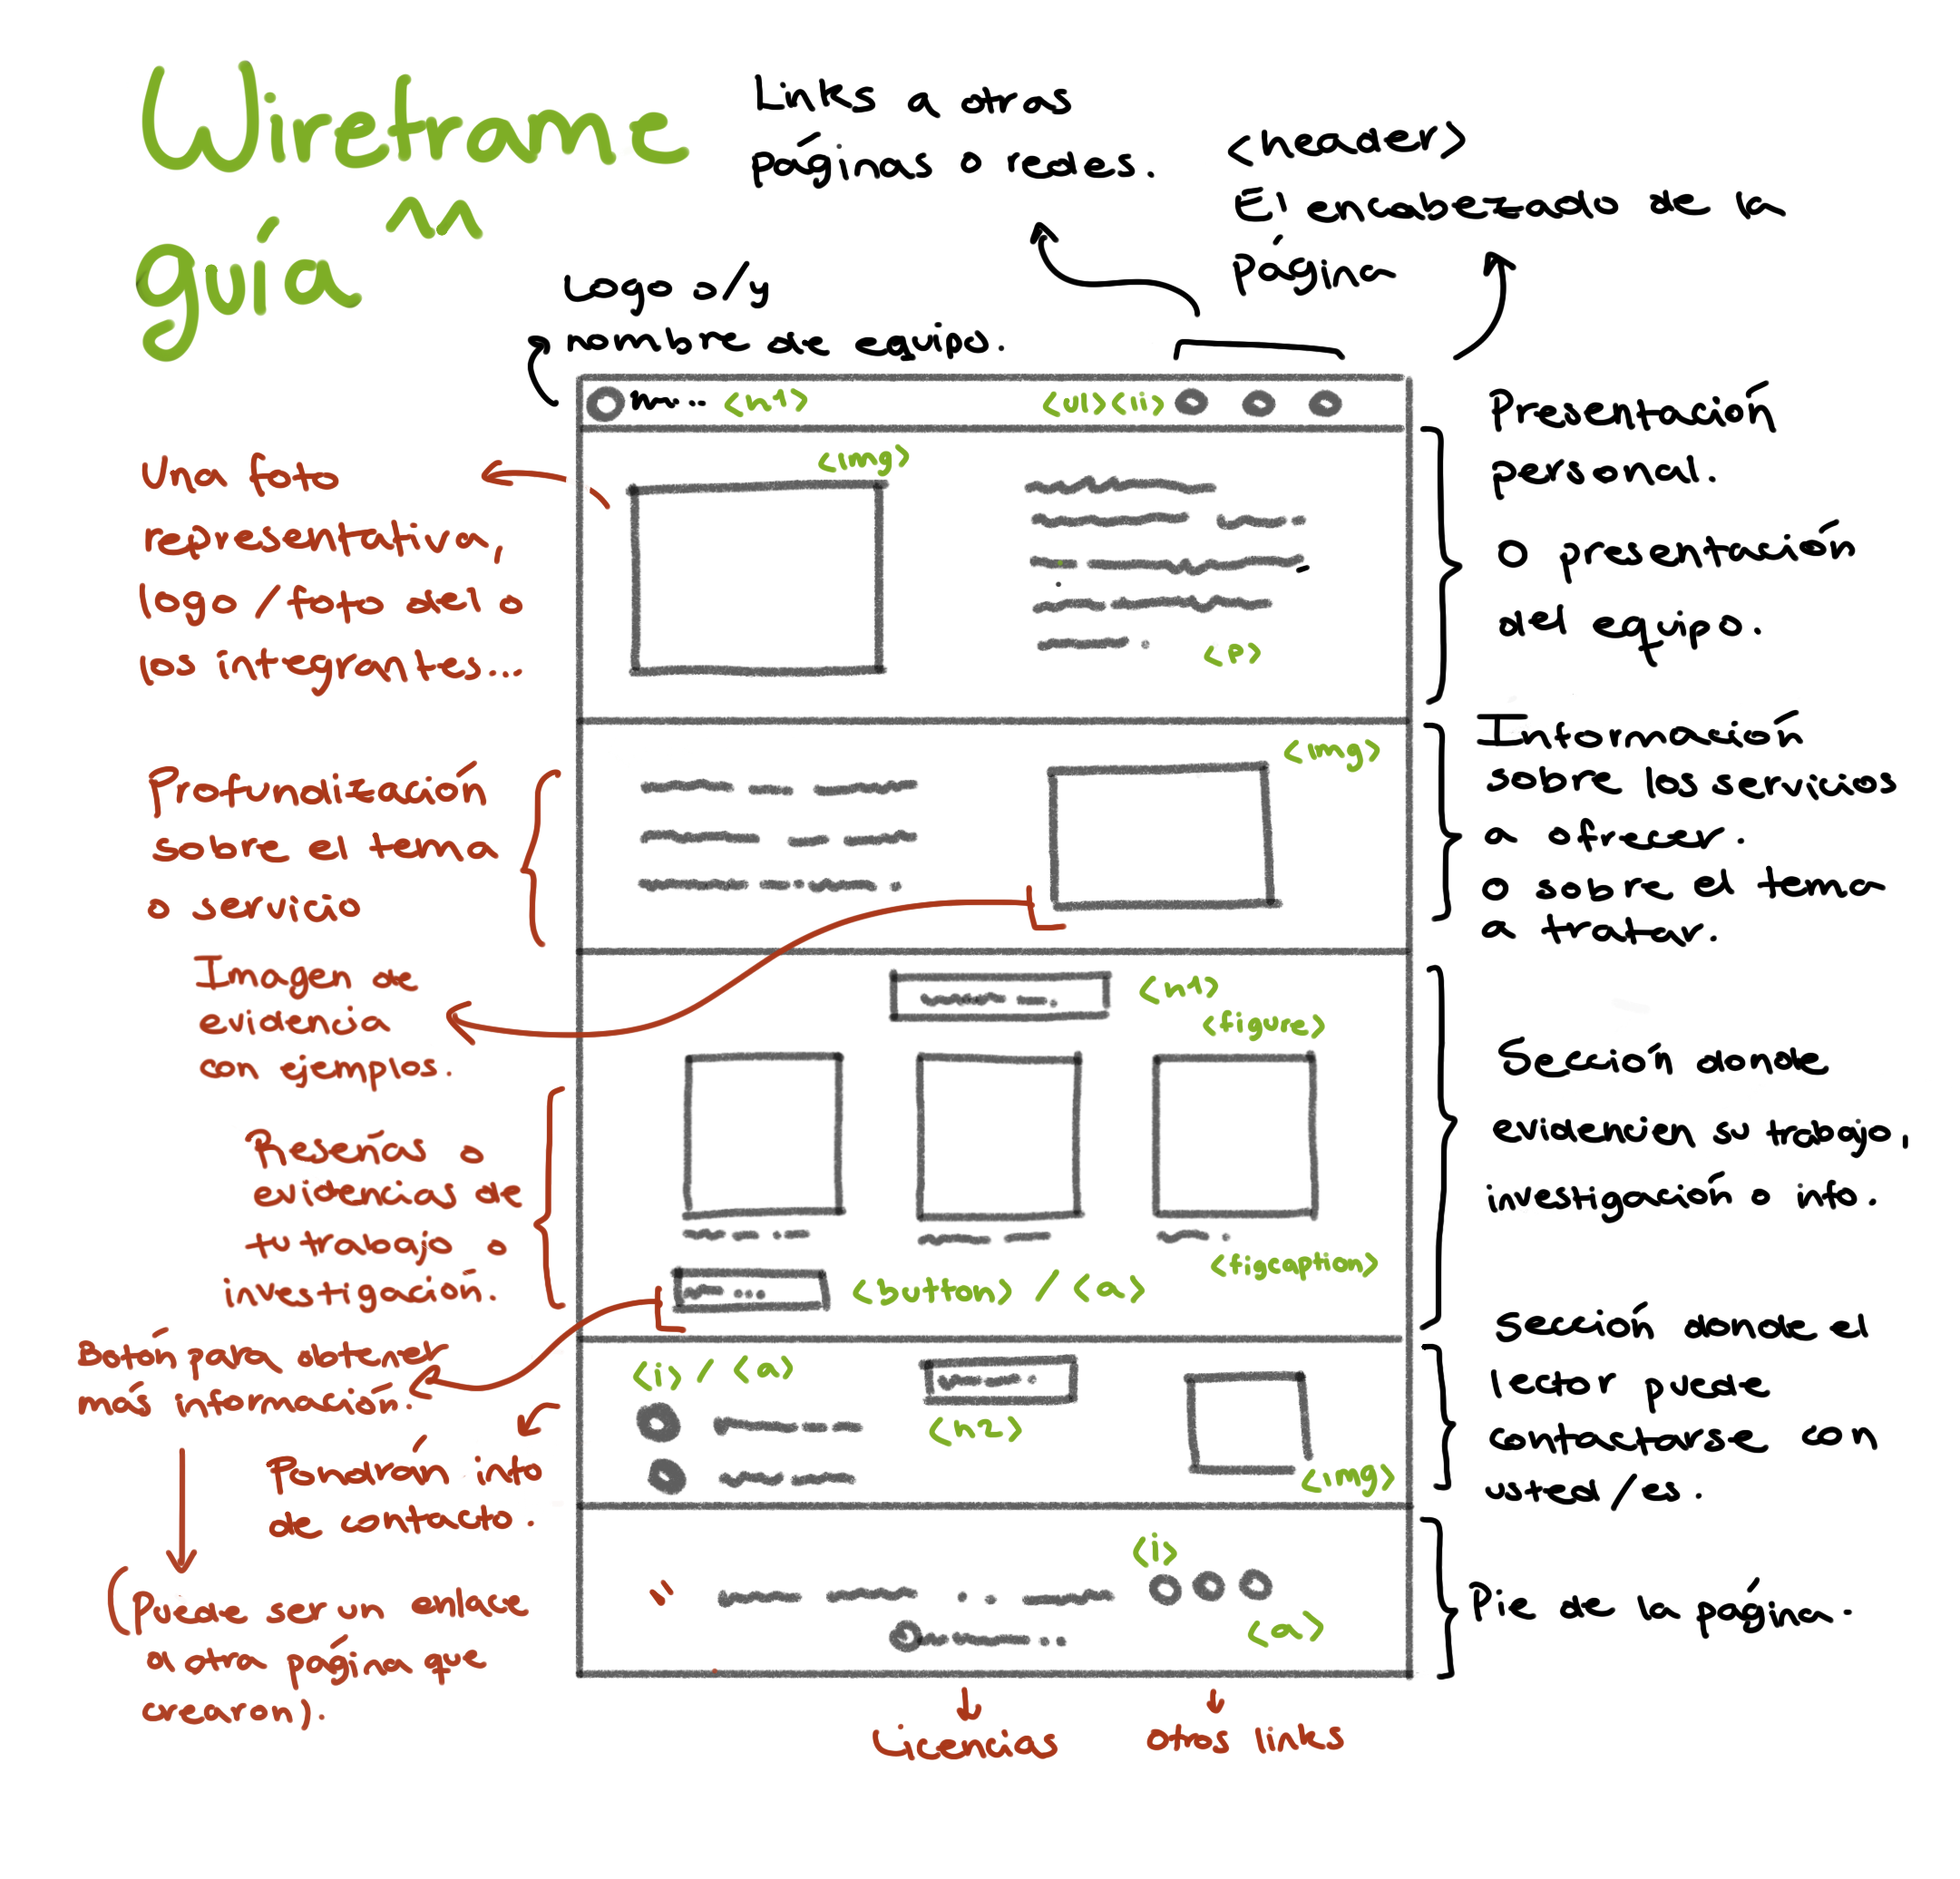 Wireframe
guía
Links a otras
páginas o redes.
<header>
El encabezado de la
página
Logo o/y
nombre de equipo.
<h1>
<ul><li>
Una foto
representativa,
logo/foto del o
los integrantes...
<img>
<p>
Presentación
personal.
O presentación
del equipo.
Profundización
sobre el tema
o servicio
<img>
Información
sobre los servicios
a ofrecer.
o sobre el tema
a tratar.
Imagen de
evidencia
con ejemplos.
<h1>
<figure>
Reseñas o
evidencias de
tu trabajo o
investigación.
<figcaption>
<button> / <a>
Sección donde
evidencien su trabajo,
investigación o info.
Botón para obtener
más información.
(Puede ser un enlace
a otra página que
crearon).
<i> / <a>
<h2>
<img>
Pondrán info
de contacto.
Sección donde el
lector puede
contactarse con
usted/es.
<i>
<a>
Pie de la página.
Licencias
Otros links